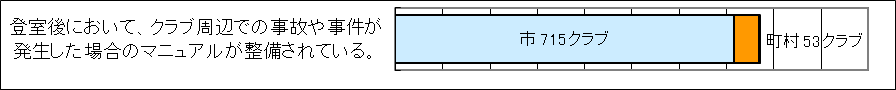 登室後において、クラブ周辺での事故や事件が
発生した場合のマニュアルが整備されている。
市 715クラブ
町村 53クラブ